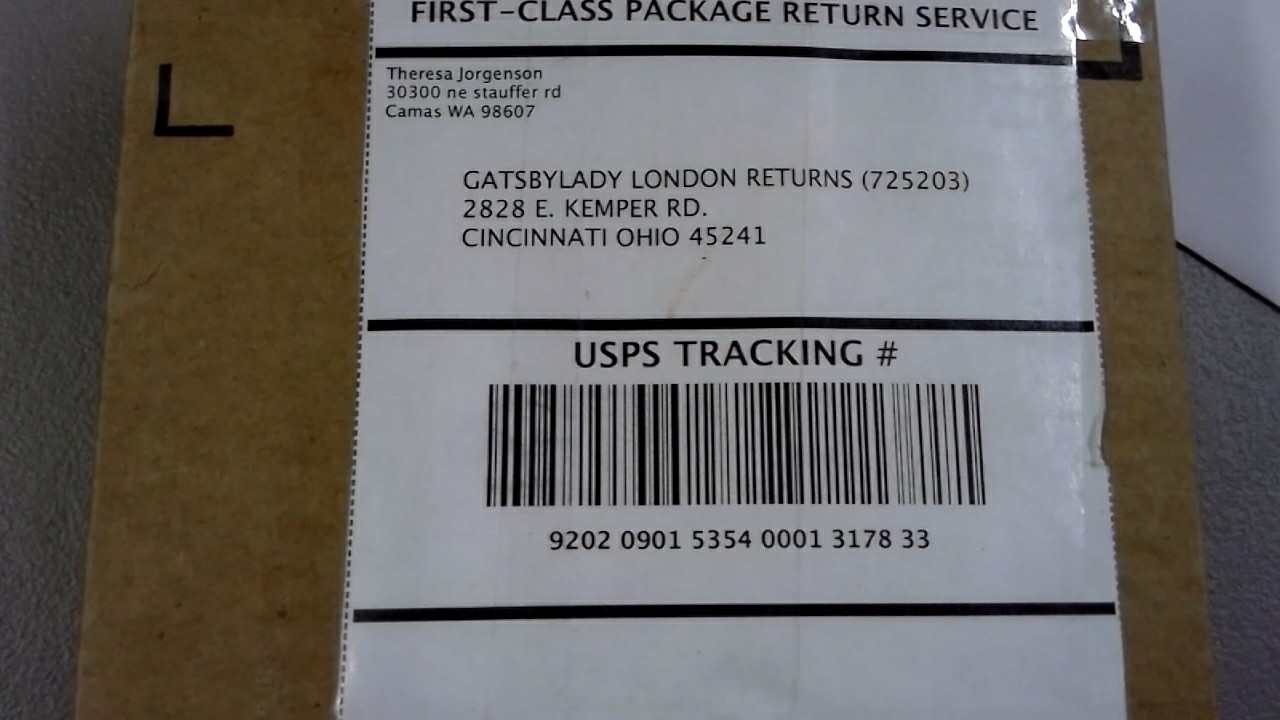 FIRST-CLASS PACKAGE RETURN SERVICE
Theresa Jorgenson
30300 ne stauffer rd
Camas WA 98607
GATSBYLADY LONDON RETURNS (725203)
2828 E. KEMPER RD.
CINCINNATI OHIO 45241
USPS TRACKING #
9202 0901 5354 0001 3178 33